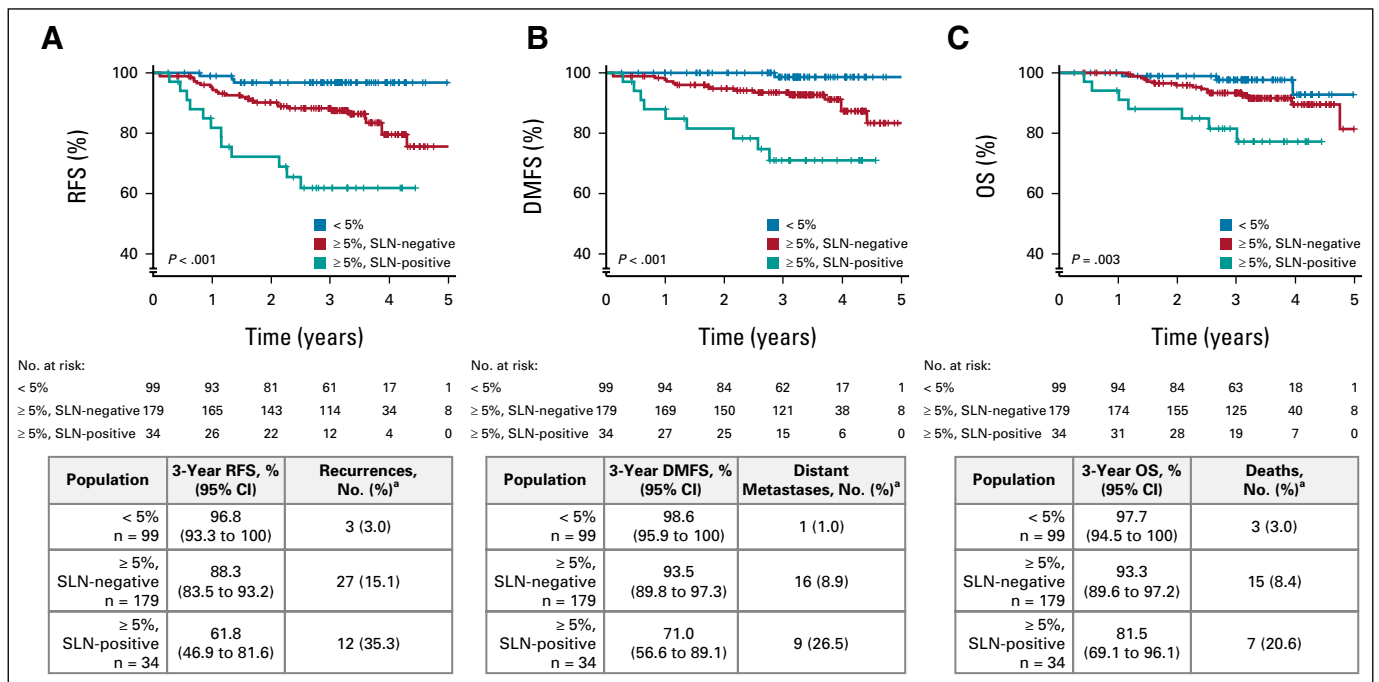 A
100
80
60
40
RFS (%)
< 5%
≥ 5%, SLN-negative
≥ 5%, SLN-positive
P < .001
0 1 2 3 4 5
Time (years)
No. at risk:
< 5% 99 93 81 61 17 1
≥ 5%, SLN-negative 179 165 143 114 34 8
≥ 5%, SLN-positive 34 26 22 12 4 0
Population 3-Year RFS, % (95% CI) Recurrences, No. (%)a
< 5% n = 99 96.8 (93.3 to 100) 3 (3.0)
≥ 5%, SLN-negative n = 179 88.3 (83.5 to 93.2) 27 (15.1)
≥ 5%, SLN-positive n = 34 61.8 (46.9 to 81.6) 12 (35.3)
B
100
80
60
40
DMFS (%)
< 5%
≥ 5%, SLN-negative
≥ 5%, SLN-positive
P < .001
0 1 2 3 4 5
Time (years)
No. at risk:
< 5% 99 94 84 62 17 1
≥ 5%, SLN-negative 179 169 150 121 38 8
≥ 5%, SLN-positive 34 27 25 15 6 0
Population 3-Year DMFS, % (95% CI) Distant Metastases, No. (%)a
< 5% n = 99 98.6 (95.9 to 100) 1 (1.0)
≥ 5%, SLN-negative n = 179 93.5 (89.8 to 97.3) 16 (8.9)
≥ 5%, SLN-positive n = 34 71.0 (56.6 to 89.1) 9 (26.5)
C
100
80
60
40
OS (%)
< 5%
≥ 5%, SLN-negative
≥ 5%, SLN-positive
P = .003
0 1 2 3 4 5
Time (years)
No. at risk:
< 5% 99 94 84 63 18 1
≥ 5%, SLN-negative 179 174 155 125 40 8
≥ 5%, SLN-positive 34 31 28 19 7 0
Population 3-Year OS, % (95% CI) Deaths, No. (%)a
< 5% n = 99 97.7 (94.5 to 100) 3 (3.0)
≥ 5%, SLN-negative n = 179 93.3 (89.6 to 97.2) 15 (8.4)
≥ 5%, SLN-positive n = 34 81.5 (69.1 to 96.1) 7 (20.6)